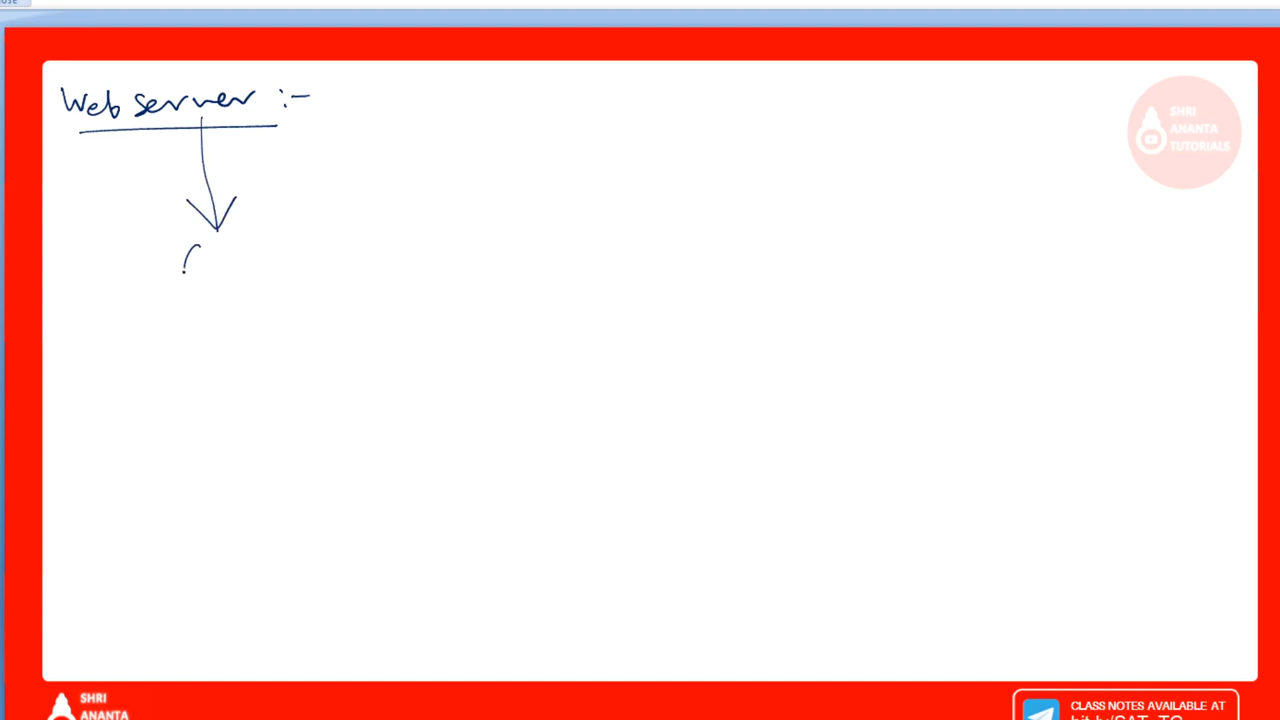 Web server :-
SHRI
ANANTA
TUTORIALS
SHRI
ANANTA
CLASS NOTES AVAILABLE AT